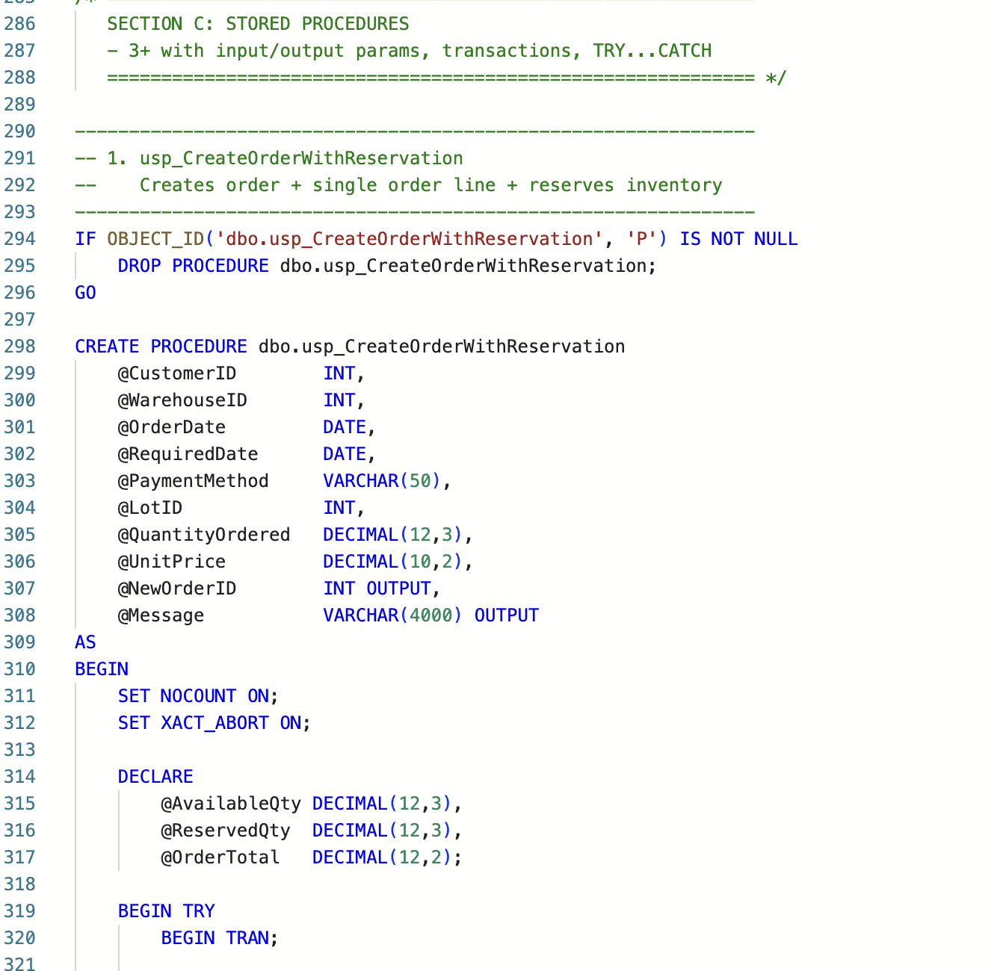 285 /* ============================================================
286 SECTION C: STORED PROCEDURES
287 - 3+ with input/output params, transactions, TRY...CATCH
288 ============================================================ */
289
290 ---------------------------------------------------------------
291 -- 1. usp_CreateOrderWithReservation
292 --    Creates order + single order line + reserves inventory
293 ---------------------------------------------------------------
294 IF OBJECT_ID('dbo.usp_CreateOrderWithReservation', 'P') IS NOT NULL
295     DROP PROCEDURE dbo.usp_CreateOrderWithReservation;
296 GO
297
298 CREATE PROCEDURE dbo.usp_CreateOrderWithReservation
299     @CustomerID        INT,
300     @WarehouseID       INT,
301     @OrderDate         DATE,
302     @RequiredDate      DATE,
303     @PaymentMethod     VARCHAR(50),
304     @LotID             INT,
305     @QuantityOrdered   DECIMAL(12,3),
306     @UnitPrice         DECIMAL(10,2),
307     @NewOrderID        INT OUTPUT,
308     @Message           VARCHAR(4000) OUTPUT
309 AS
310 BEGIN
311     SET NOCOUNT ON;
312     SET XACT_ABORT ON;
313
314     DECLARE
315         @AvailableQty DECIMAL(12,3),
316         @ReservedQty  DECIMAL(12,3),
317         @OrderTotal   DECIMAL(12,2);
318
319     BEGIN TRY
320         BEGIN TRAN;
321